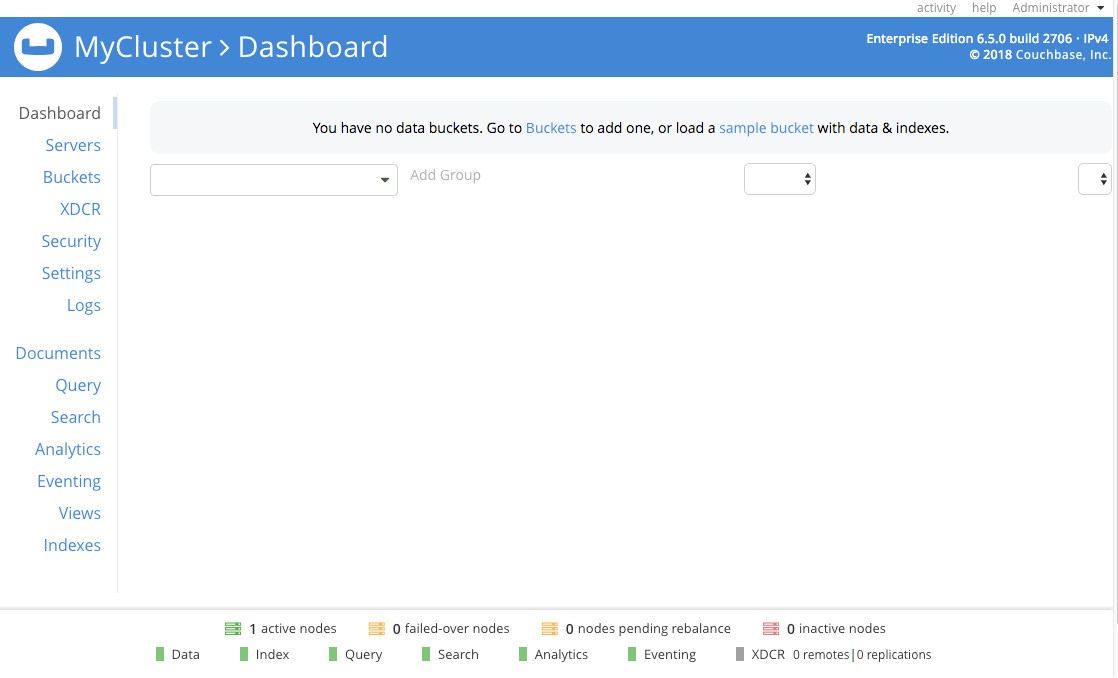 activity help Administrator
MyCluster > Dashboard
Enterprise Edition 6.5.0 build 2706 · IPv4
© 2018 Couchbase, Inc.
Dashboard
Servers
Buckets
XDCR
Security
Settings
Logs
Documents
Query
Search
Analytics
Eventing
Views
Indexes
You have no data buckets. Go to Buckets to add one, or load a sample bucket with data & indexes.
Add Group
1 active nodes 0 failed-over nodes 0 nodes pending rebalance 0 inactive nodes
Data Index Query Search Analytics Eventing XDCR 0 remotes|0 replications